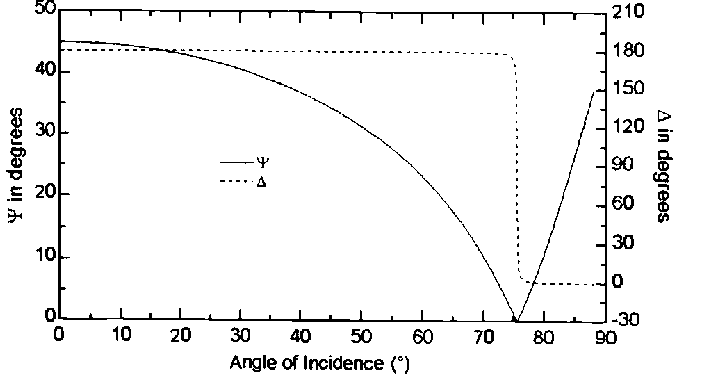 50
40
30
20
10
0
Ψ in degrees
210
180
150
120
90
60
30
0
-30
Δ in degrees
Ψ
Δ
0 10 20 30 40 50 60 70 80 90
Angle of Incidence (°)